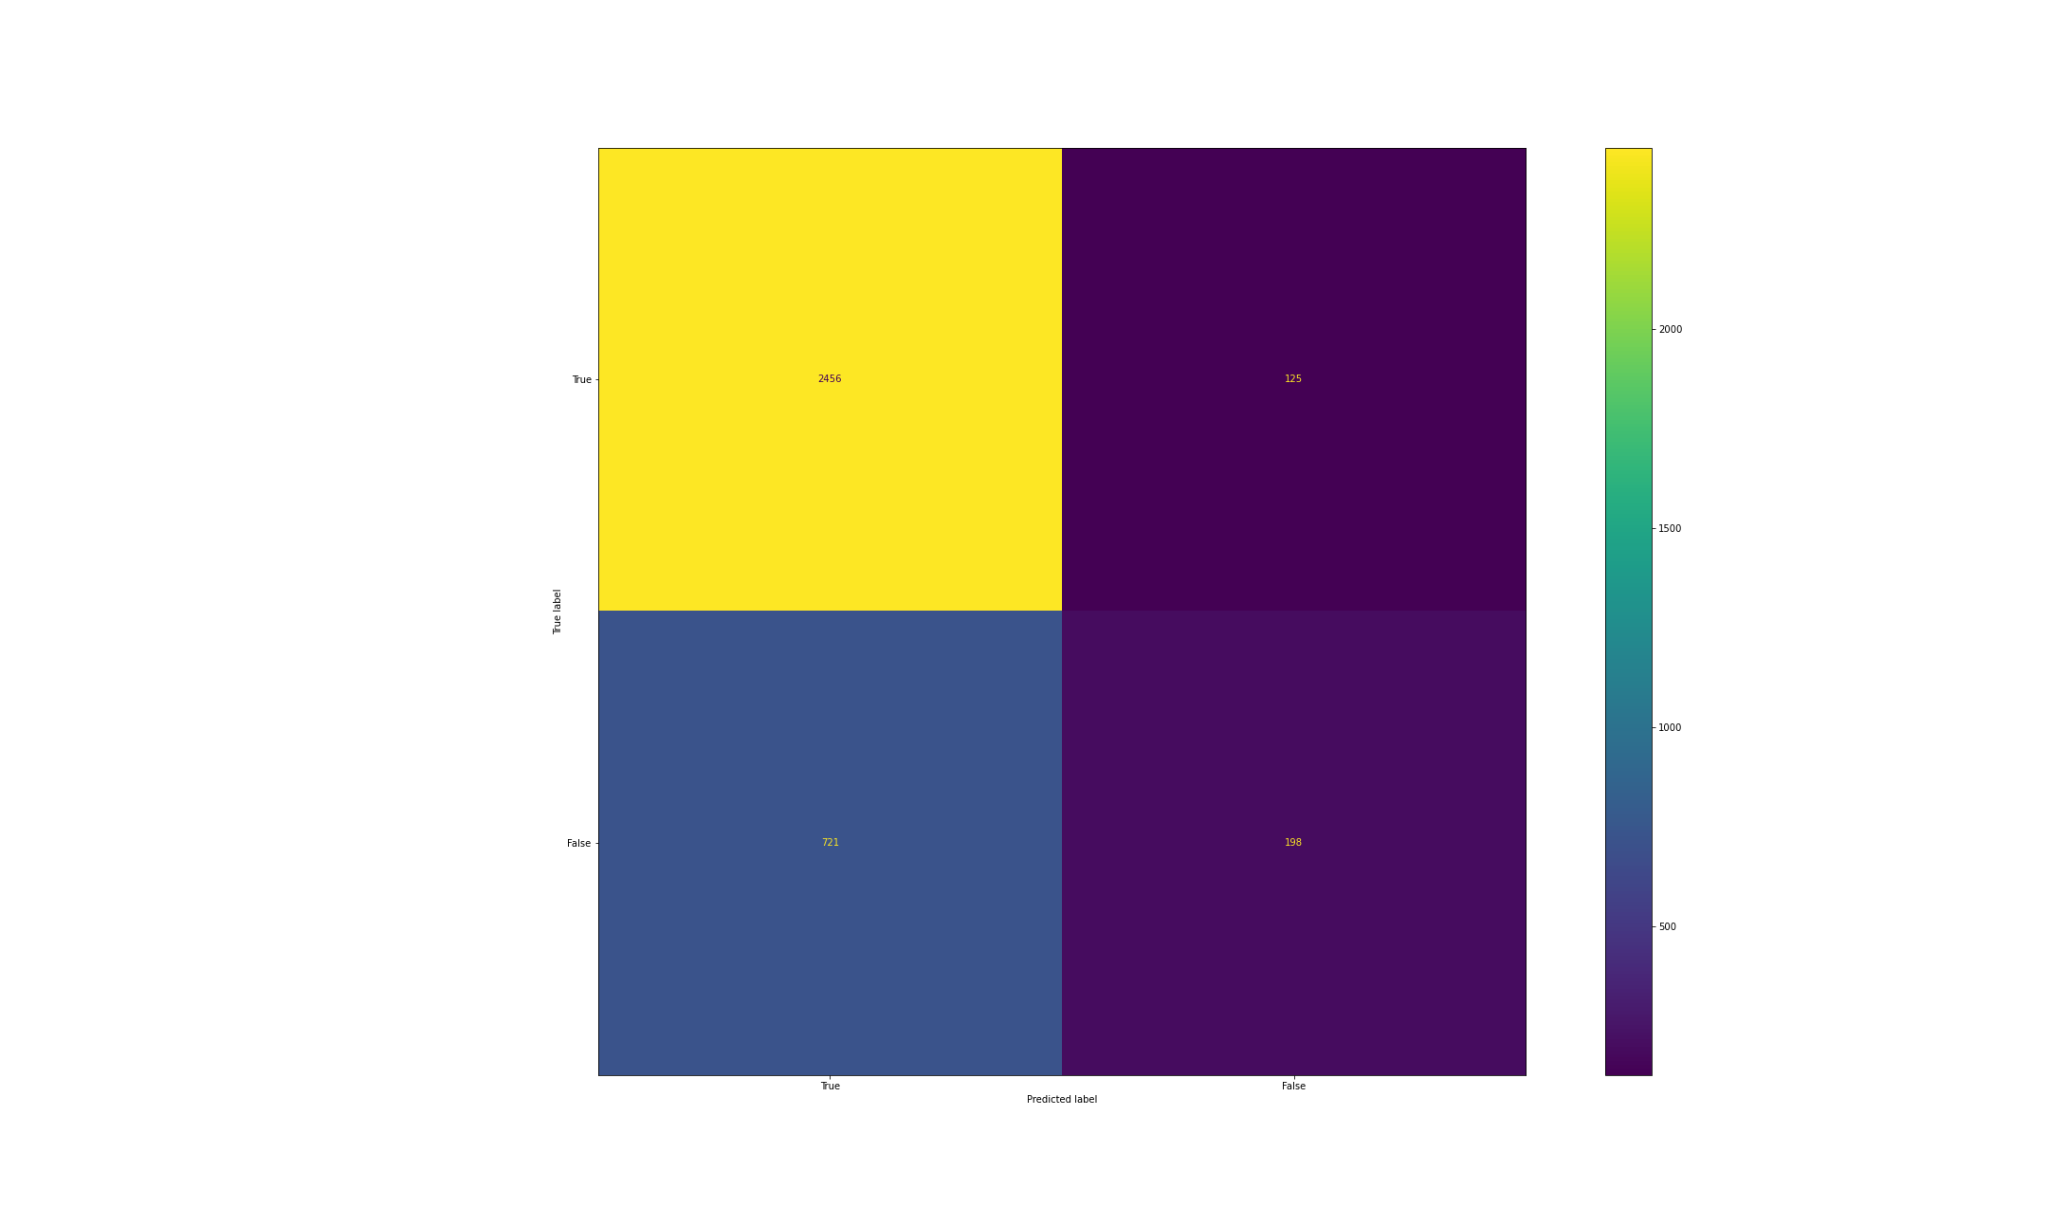 2000
True
2456
125
1500
True label
1000
False
721
198
500
True
False
Predicted label